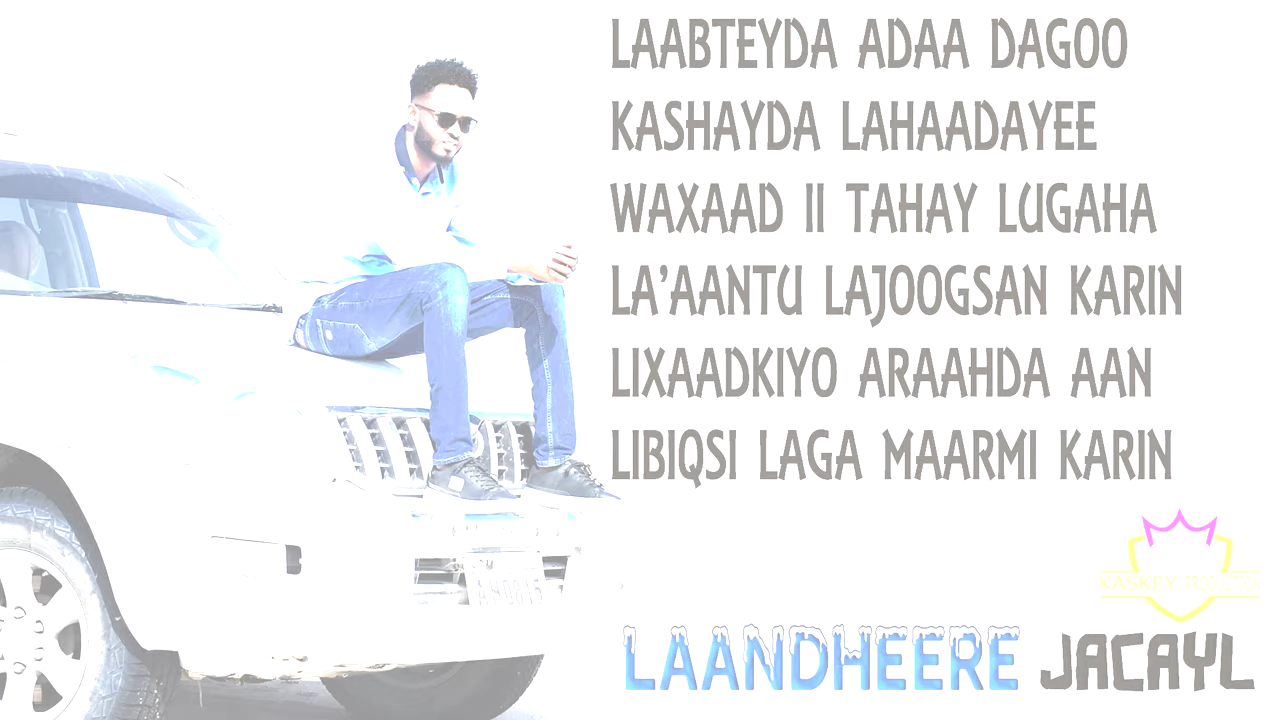 LAABTEYDA ADAA DAGOO
KASHAYDA LAHAADAYEE
WAXAAD II TAHAY LUGAHA
LA'AANTU LAJOOGSAN KARIN
LIXAADKIYO ARAAHDA AAN
LIBIQSI LAGA MAARMI KARIN
KASKEY
LAANDHEERE JACAYL